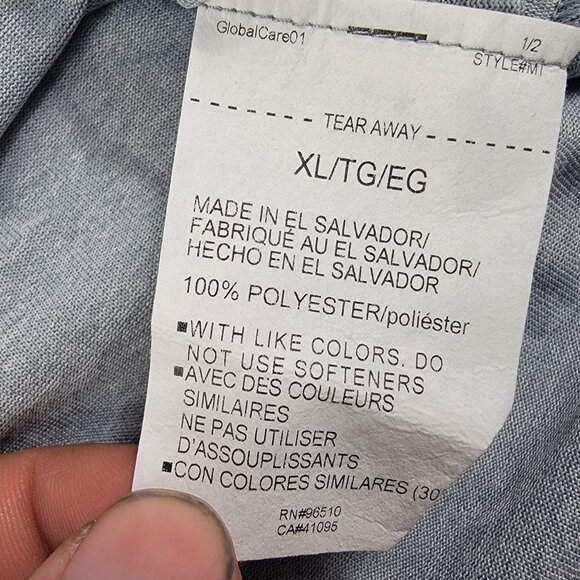 GlobalCare01
1/2
STYLE#M1
TEAR AWAY
XL/TG/EG
MADE IN EL SALVADOR/
FABRIQUÉ AU EL SALVADOR/
HECHO EN EL SALVADOR
100% POLYESTER/poliéster
▪WITH LIKE COLORS. DO
NOT USE SOFTENERS
▪AVEC DES COULEURS
SIMILAIRES
NE PAS UTILISER
D'ASSOUPLISSANTS
▪CON COLORES SIMILARES (30
RN#96510
CA#41095